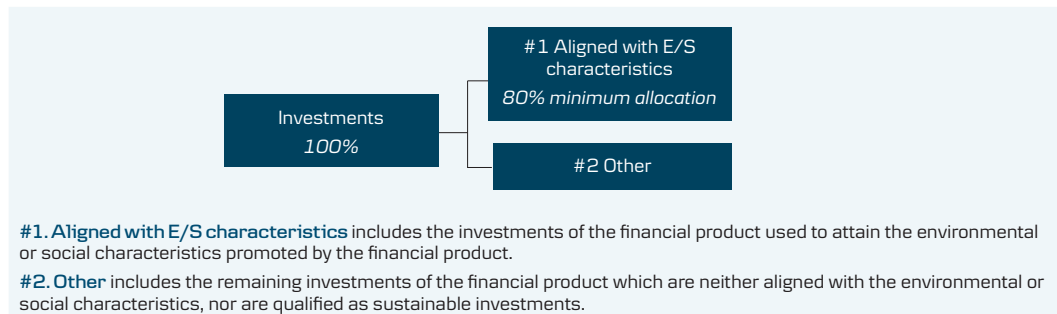 #1 Aligned with E/S
characteristics
80% minimum allocation
Investments
100%
#2 Other
#1. Aligned with E/S characteristics includes the investments of the financial product used to attain the environmental
or social characteristics promoted by the financial product.
#2. Other includes the remaining investments of the financial product which are neither aligned with the environmental or
social characteristics, nor are qualified as sustainable investments.